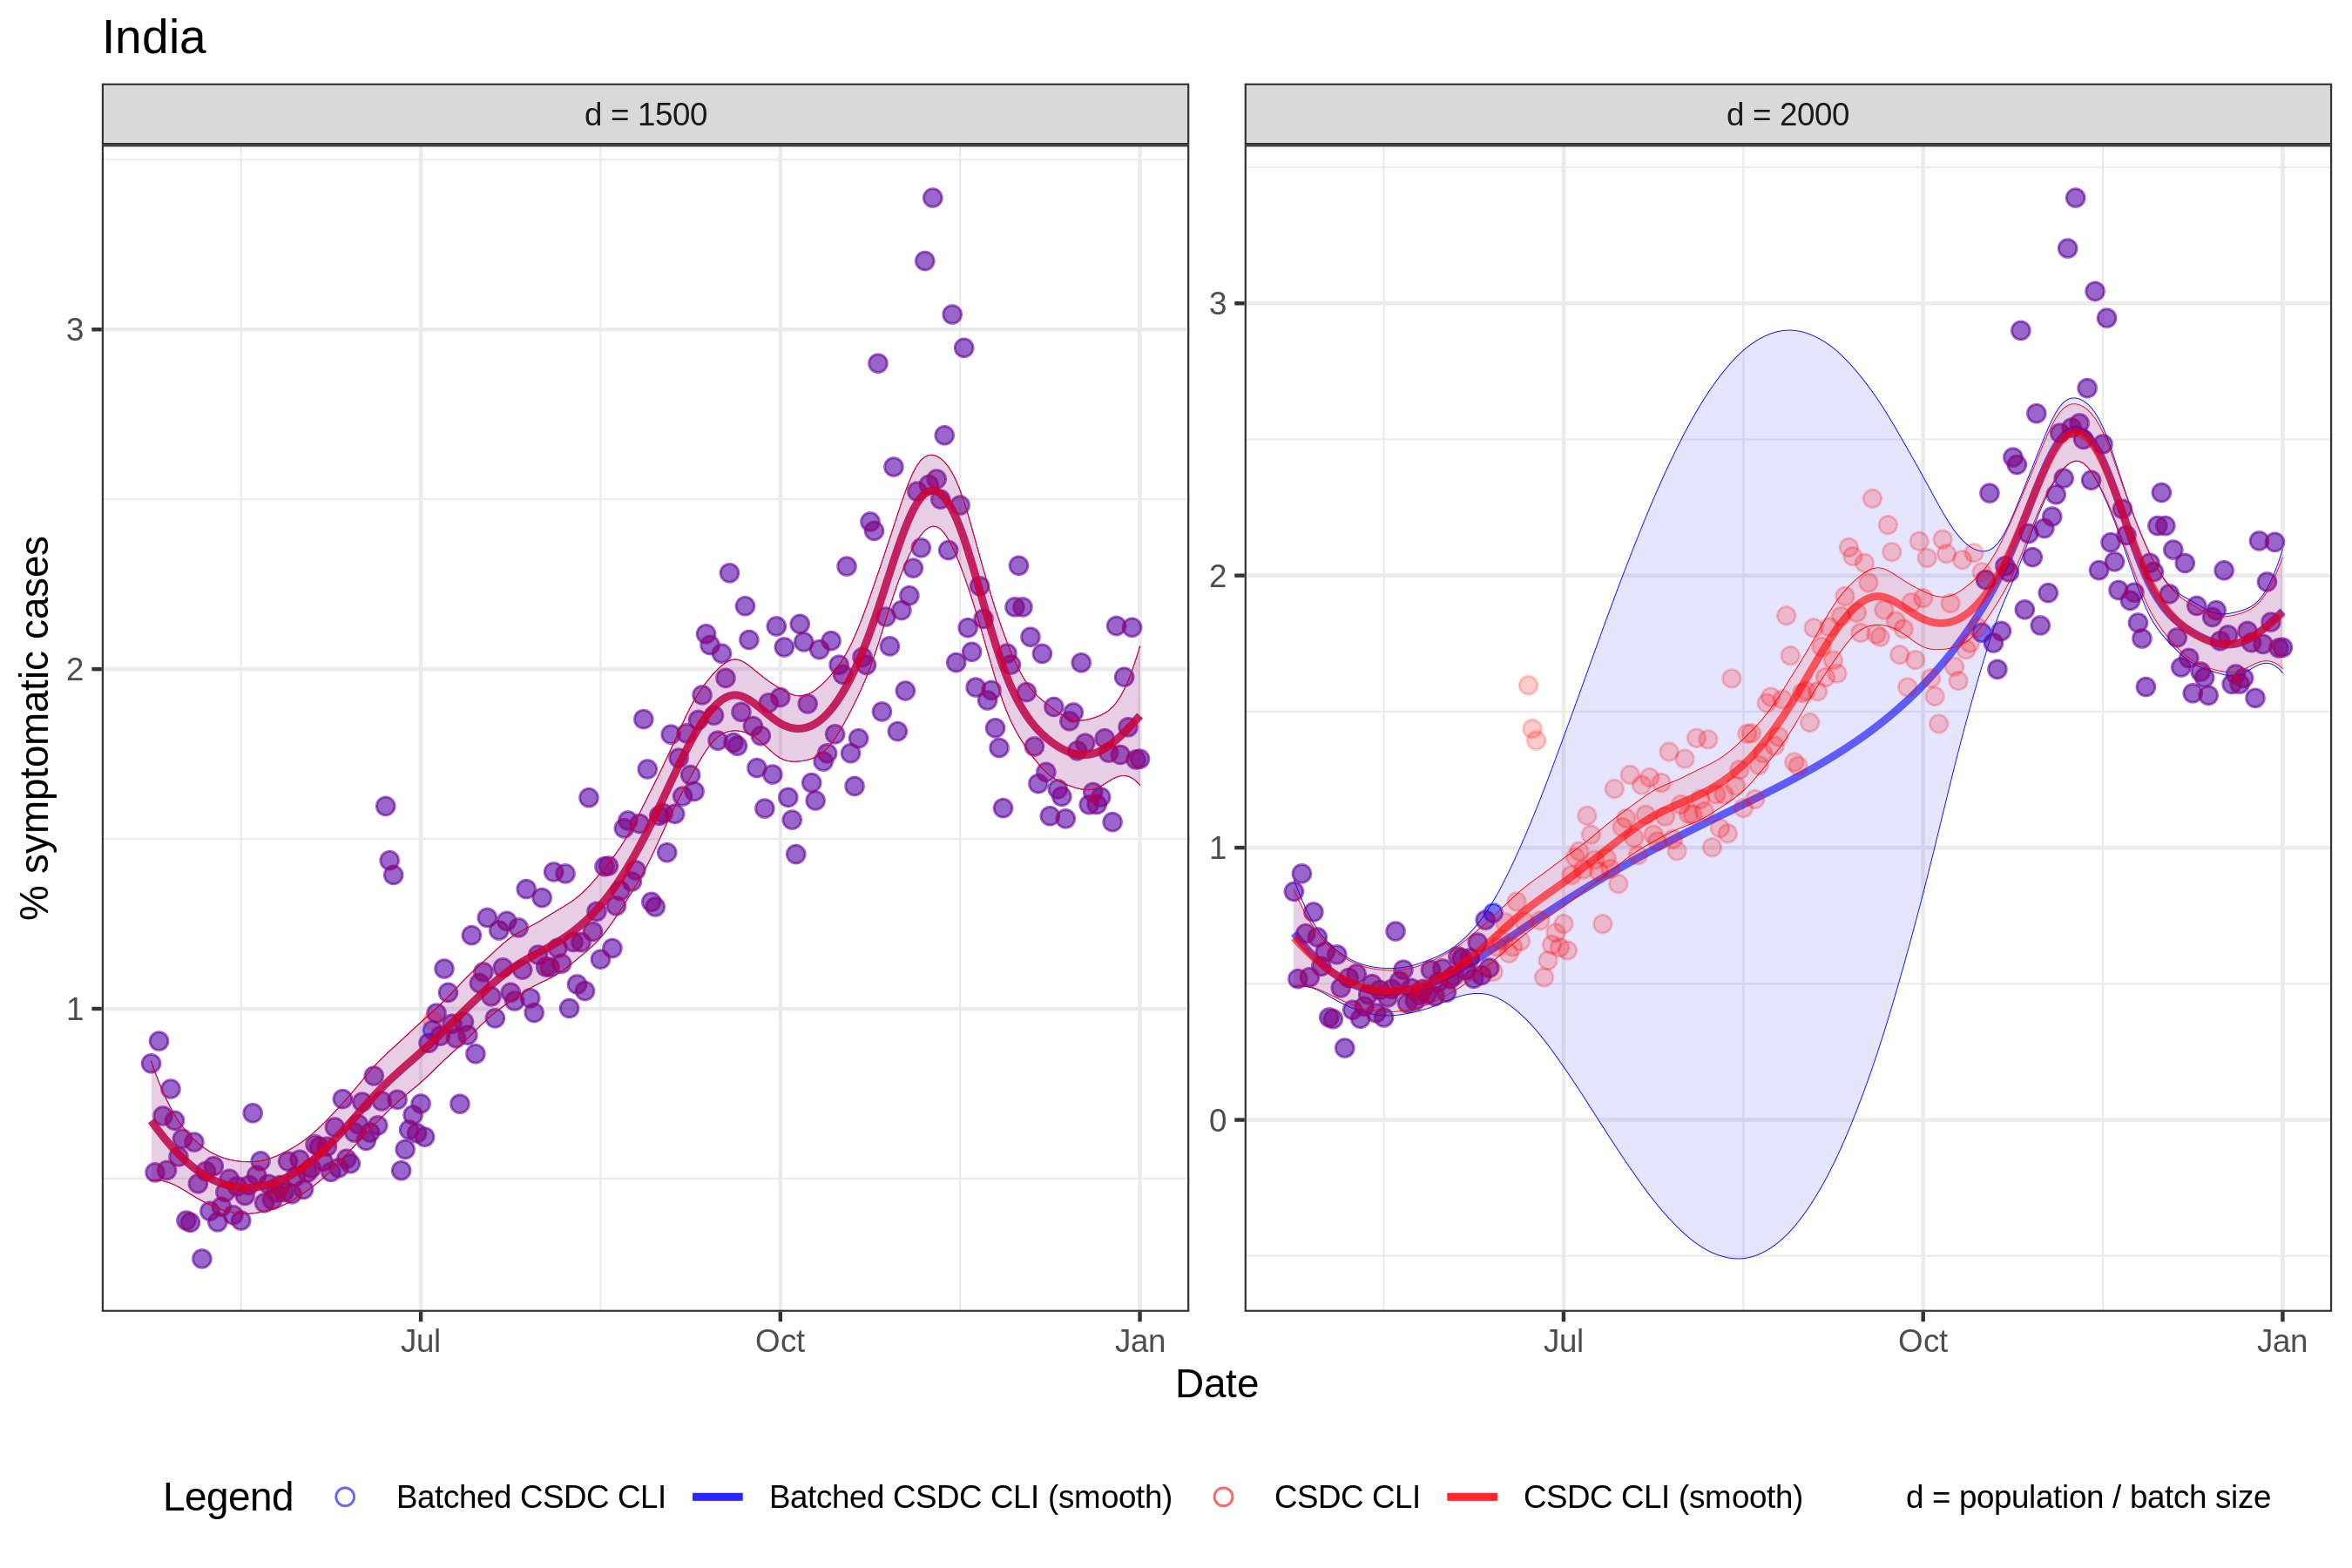 India
d = 1500
d = 2000
% symptomatic cases
3
2
1
3
2
1
0
Jul
Oct
Jan
Jul
Oct
Jan
Date
Legend
Batched CSDC CLI
Batched CSDC CLI (smooth)
CSDC CLI
CSDC CLI (smooth)
d = population / batch size